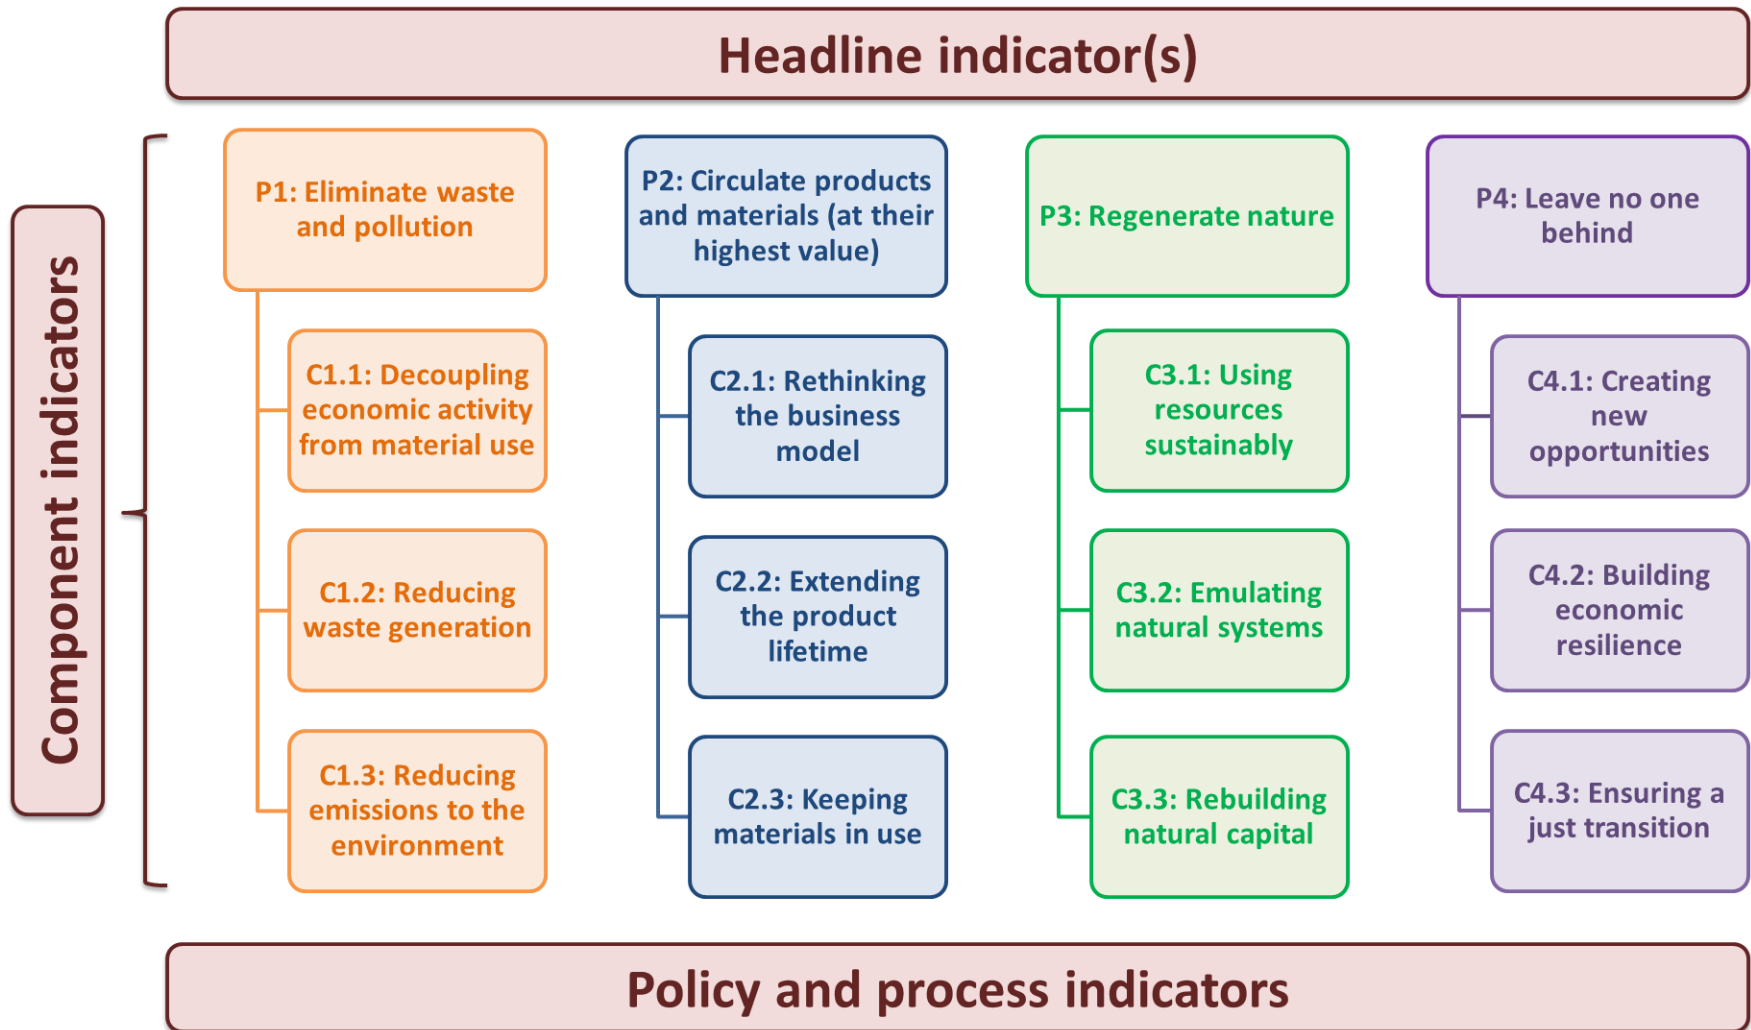 Headline indicator(s)
Component indicators
P1: Eliminate waste
and pollution
C1.1: Decoupling
economic activity
from material use
C1.2: Reducing
waste generation
C1.3: Reducing
emissions to the
environment
P2: Circulate products
and materials (at their
highest value)
C2.1: Rethinking
the business
model
C2.2: Extending
the product
lifetime
C2.3: Keeping
materials in use
P3: Regenerate nature
C3.1: Using
resources
sustainably
C3.2: Emulating
natural systems
C3.3: Rebuilding
natural capital
P4: Leave no one
behind
C4.1: Creating
new
opportunities
C4.2: Building
economic
resilience
C4.3: Ensuring a
just transition
Policy and process indicators